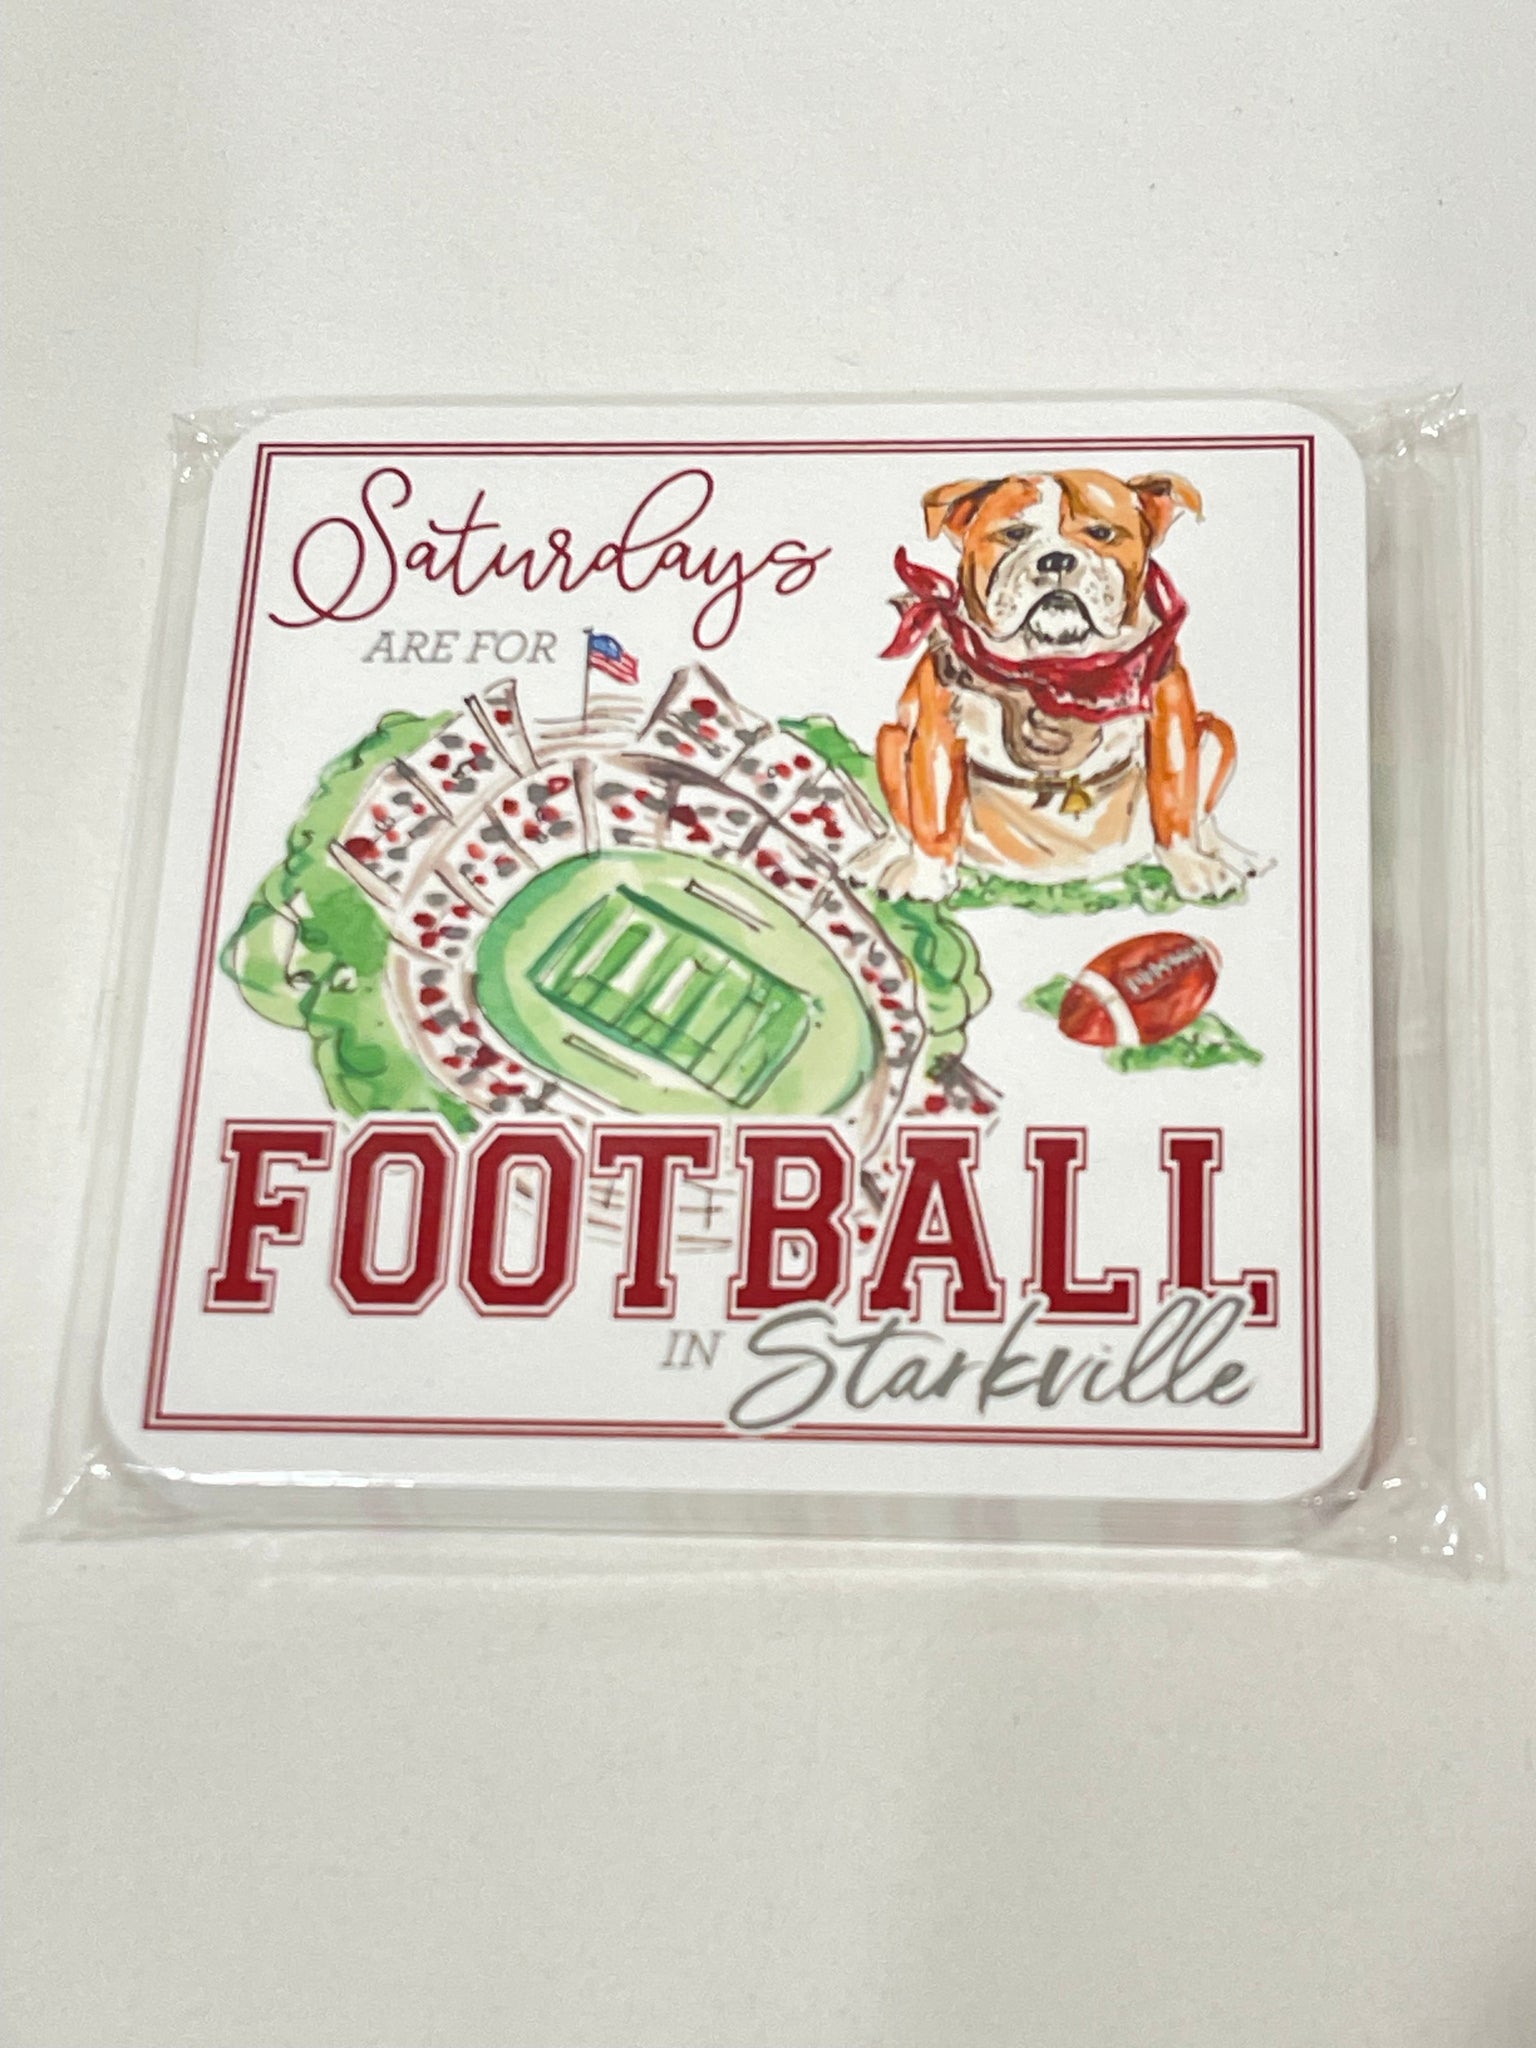 Saturdays
ARE FOR
FOOTBALL
IN Starkville